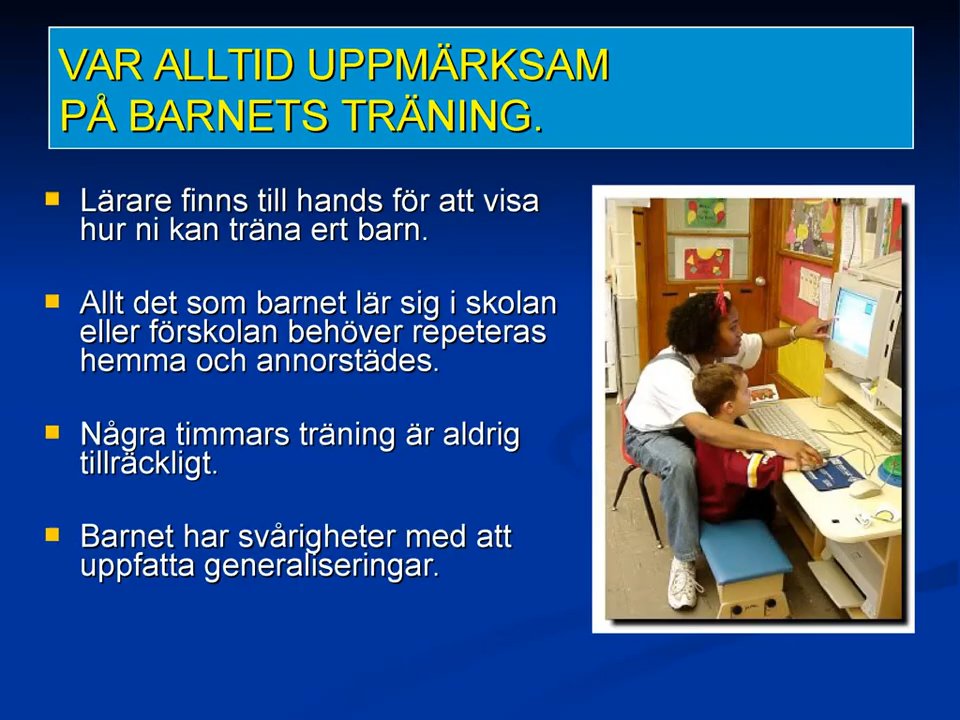 VAR ALLTID UPPMÄRKSAM
PÅ BARNETS TRÄNING.
Lärare finns till hands för att visa
hur ni kan träna ert barn.
Allt det som barnet lär sig i skolan
eller förskolan behöver repeteras
hemma och annorstädes.
Några timmars träning är aldrig
tillräckligt.
Barnet har svårigheter med att
uppfatta generaliseringar.